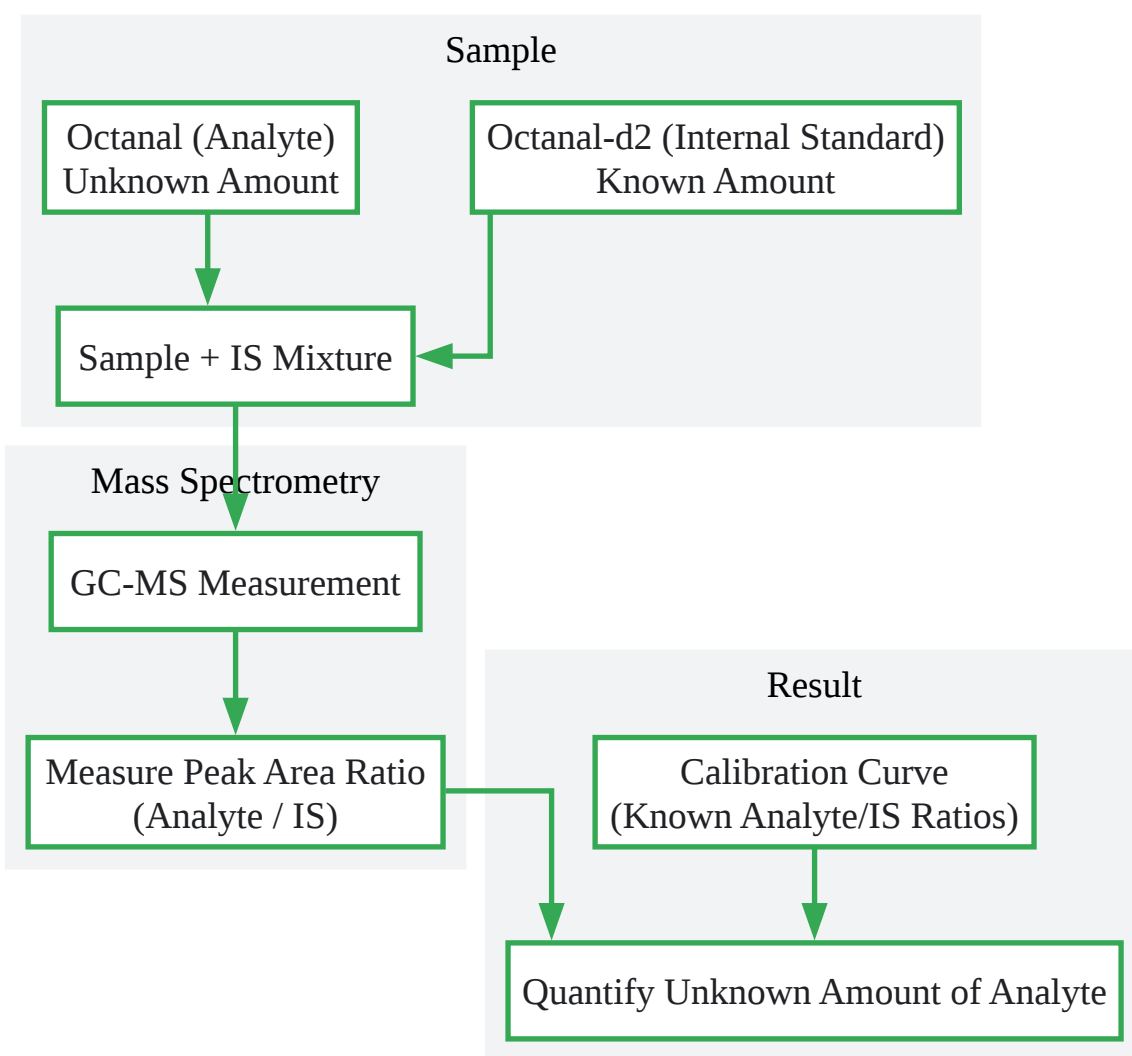 Sample
Octanal (Analyte)
Unknown Amount
Octanal-d2 (Internal Standard)
Known Amount
Sample + IS Mixture
Mass Spectrometry
GC-MS Measurement
Measure Peak Area Ratio
(Analyte / IS)
Result
Calibration Curve
(Known Analyte/IS Ratios)
Quantify Unknown Amount of Analyte